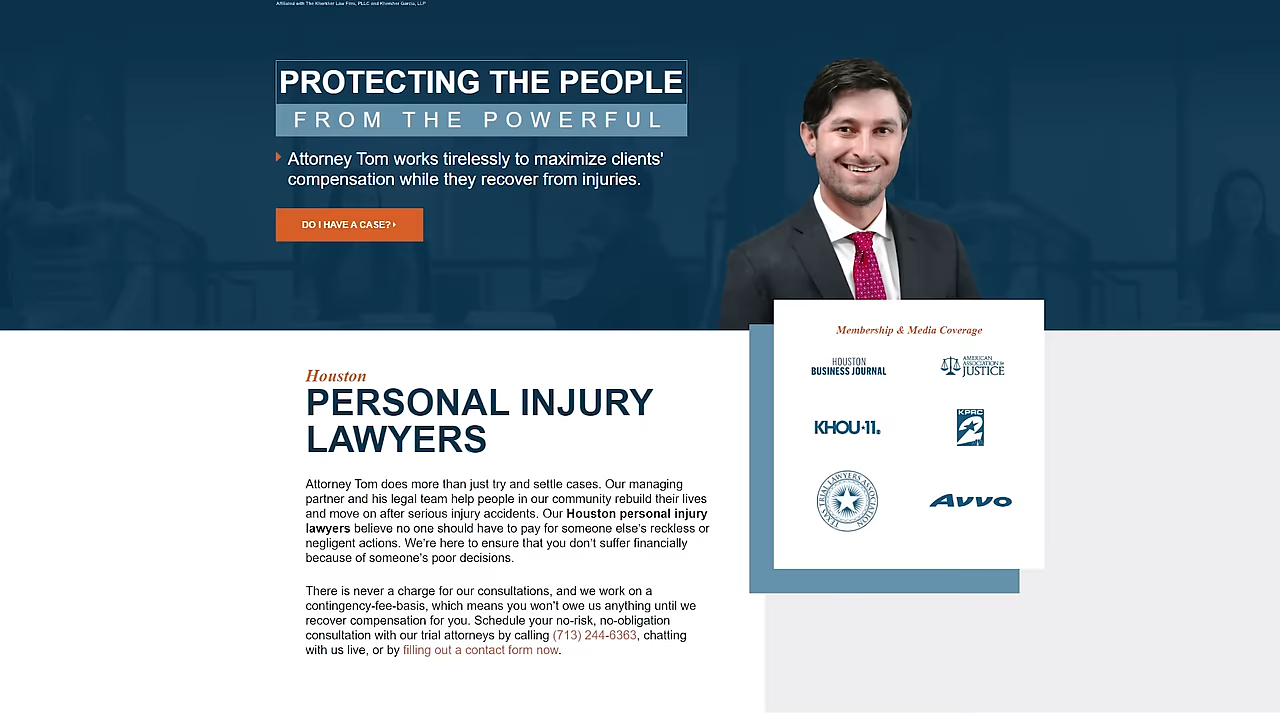 Affiliated with The Kherkher Law Firm, PLLC and Kherkher Garcia, LLP
PROTECTING THE PEOPLE
FROM THE POWERFUL
Attorney Tom works tirelessly to maximize clients'
compensation while they recover from injuries.
DO I HAVE A CASE?
Membership & Media Coverage
HOUSTON
BUSINESS JOURNAL
AMERICAN
ASSOCIATION for
JUSTICE
KHOU·11®
KPRC
2
TEXAS TRIAL LAWYERS ASSOCIATION
Avvo
Houston
PERSONAL INJURY
LAWYERS
Attorney Tom does more than just try and settle cases. Our managing
partner and his legal team help people in our community rebuild their lives
and move on after serious injury accidents. Our Houston personal injury
lawyers believe no one should have to pay for someone else’s reckless or
negligent actions. We’re here to ensure that you don’t suffer financially
because of someone's poor decisions.
There is never a charge for our consultations, and we work on a
contingency-fee-basis, which means you won’t owe us anything until we
recover compensation for you. Schedule your no-risk, no-obligation
consultation with our trial attorneys by calling (713) 244-6363, chatting
with us live, or by filling out a contact form now.